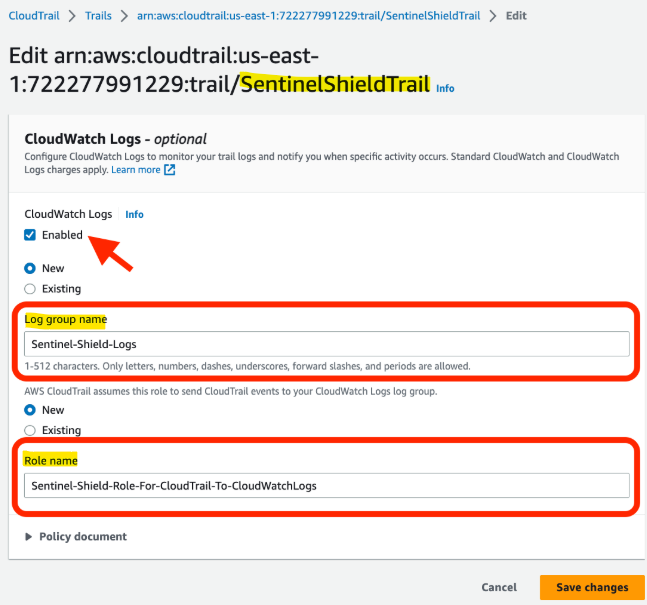 CloudTrail > Trails > arn:aws:cloudtrail:us-east-1:722277991229:trail/SentinelShieldTrail > Edit
Edit arn:aws:cloudtrail:us-east-
1:722277991229:trail/SentinelShieldTrail Info
CloudWatch Logs - optional
Configure CloudWatch Logs to monitor your trail logs and notify you when specific activity occurs. Standard CloudWatch and CloudWatch
Logs charges apply. Learn more
CloudWatch Logs Info
Enabled
New
Existing
Log group name
Sentinel-Shield-Logs
1-512 characters. Only letters, numbers, dashes, underscores, forward slashes, and periods are allowed.
AWS CloudTrail assumes this role to send CloudTrail events to your CloudWatch Logs log group.
New
Existing
Role name
Sentinel-Shield-Role-For-CloudTrail-To-CloudWatchLogs
Policy document
Cancel Save changes